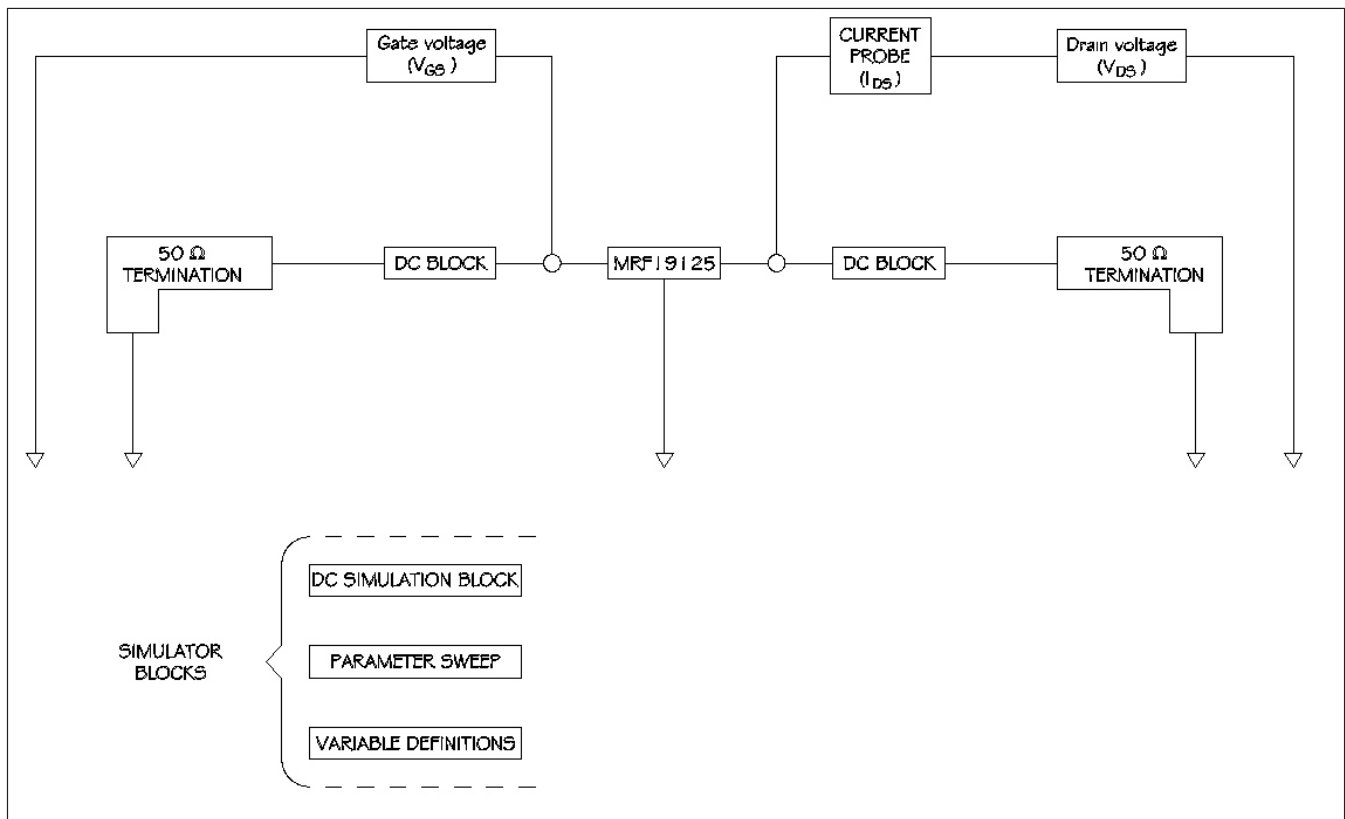 Gate voltage
(VGS)
CURRENT
PROBE
(IDS)
Drain voltage
(VDS)
50 Ω
TERMINATION
DC BLOCK
MRF19125
DC BLOCK
50 Ω
TERMINATION
SIMULATOR
BLOCKS
DC SIMULATION BLOCK
PARAMETER SWEEP
VARIABLE DEFINITIONS